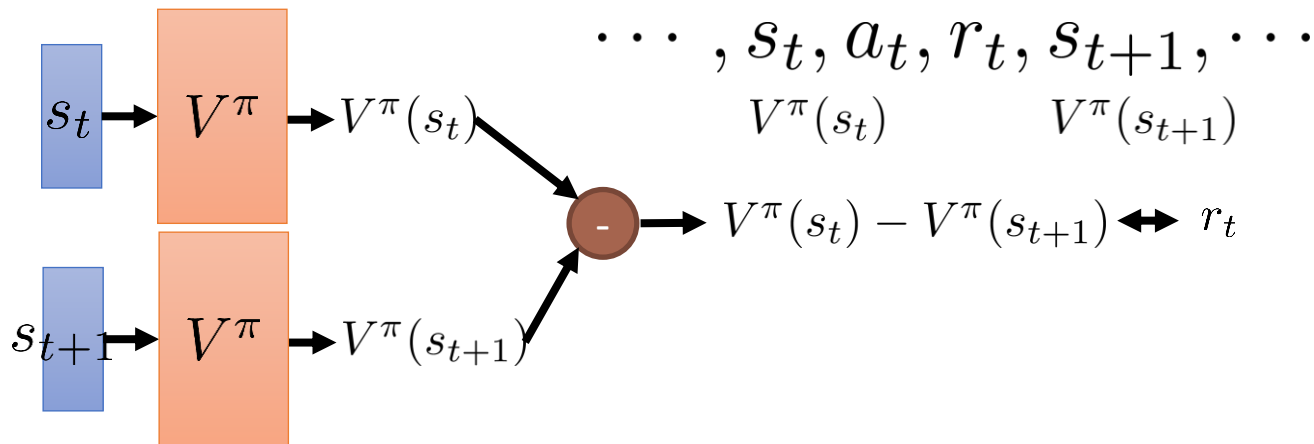 ⋯ , s_t, a_t, r_t, s_{t+1}, ⋯
V^π(s_t) V^π(s_{t+1})
s_t V^π V^π(s_t)
- V^π(s_t) − V^π(s_{t+1}) r_t
s_{t+1} V^π V^π(s_{t+1})